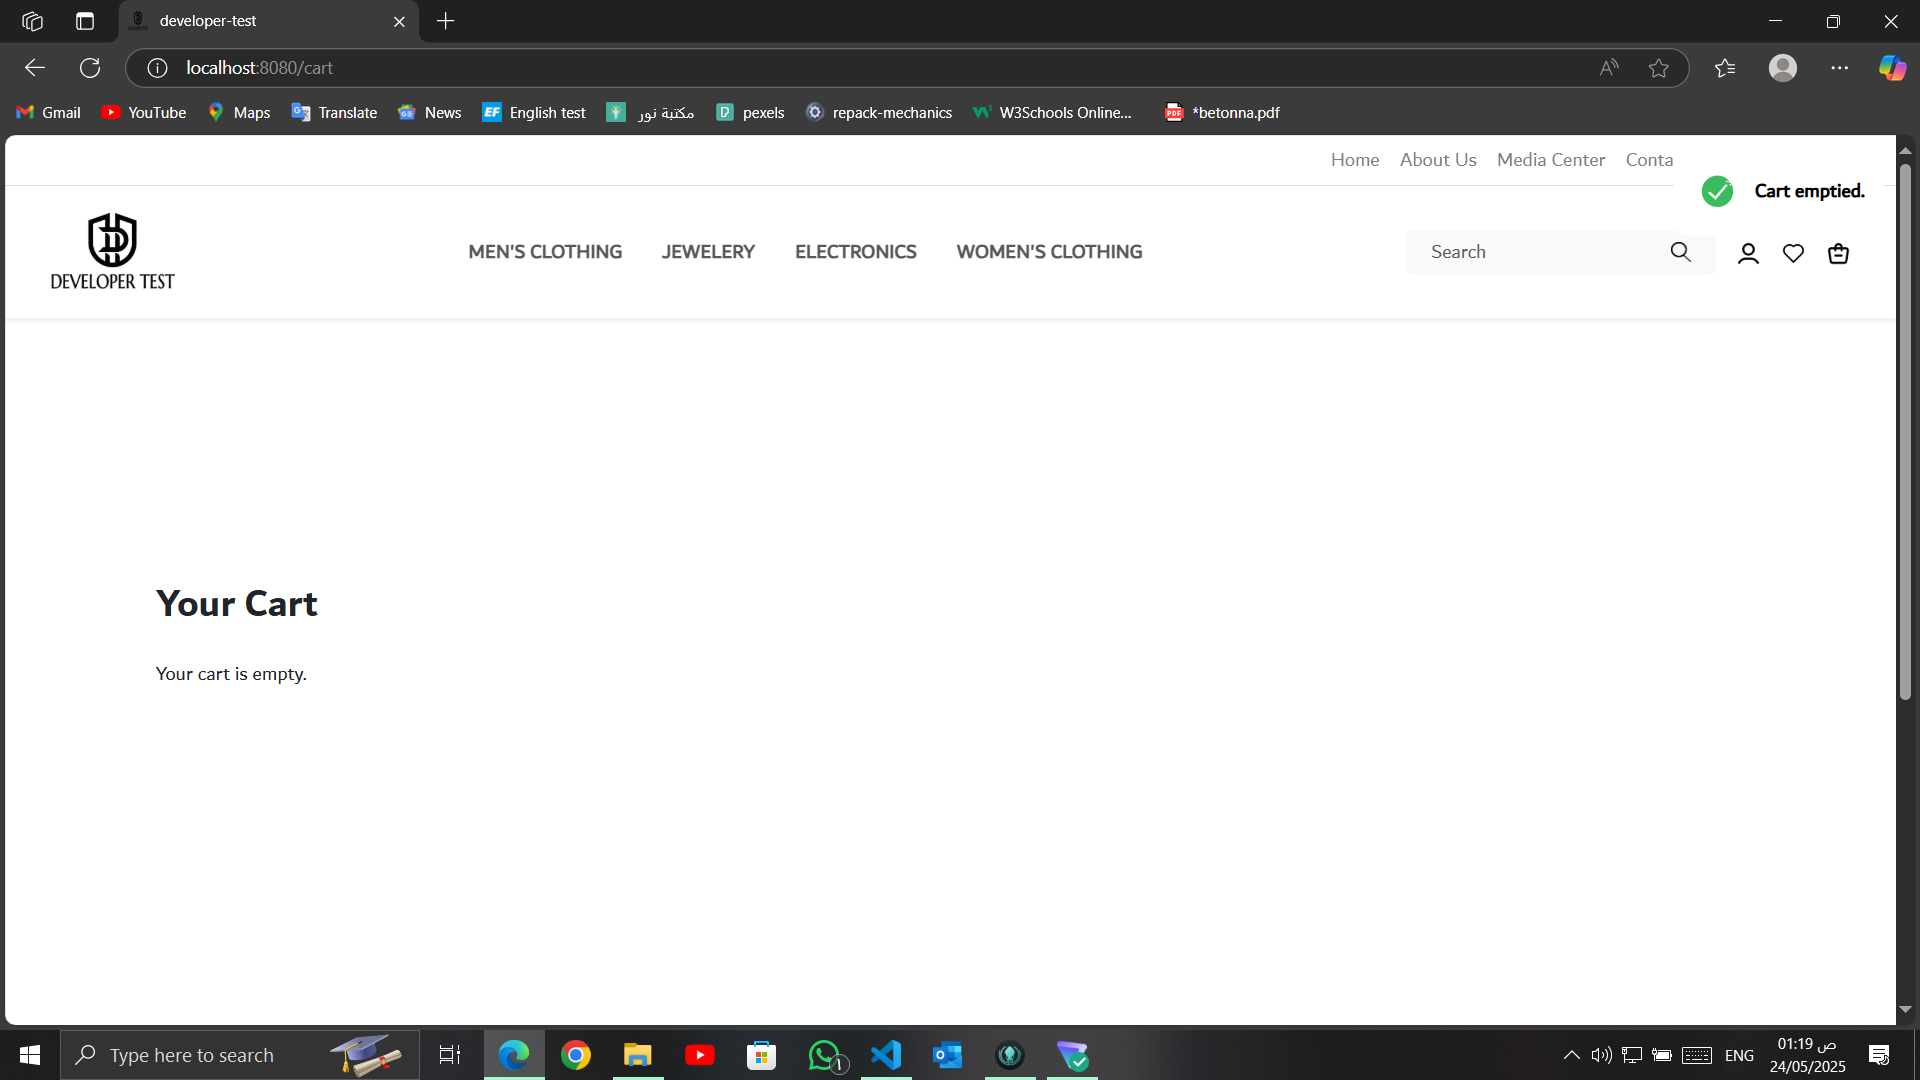 developer-test
localhost:8080/cart
Gmail
YouTube
Maps
Translate
News
English test
مكتبة نور
pexels
repack-mechanics
W3Schools Online...
*betonna.pdf
Home
About Us
Media Center
Conta
Cart emptied.
DEVELOPER TEST
MEN'S CLOTHING
JEWELERY
ELECTRONICS
WOMEN'S CLOTHING
Search
Your Cart
Your cart is empty.
Type here to search
ENG
01:19 ص
24/05/2025